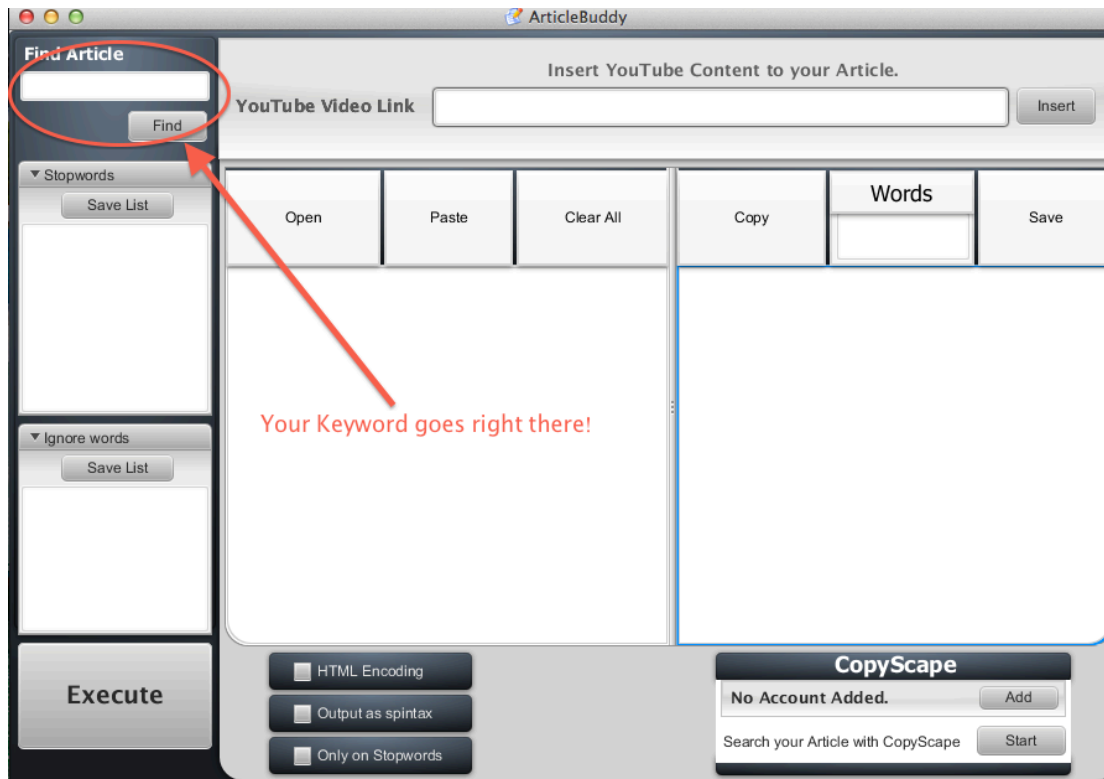 ArticleBuddy
Find Article
Find
Insert YouTube Content to your Article.
YouTube Video Link
Insert
Stopwords
Save List
Open
Paste
Clear All
Copy
Words
Save
Your Keyword goes right there!
Ignore words
Save List
Execute
HTML Encoding
Output as spintax
Only on Stopwords
CopyScape
No Account Added.
Add
Search your Article with CopyScape
Start